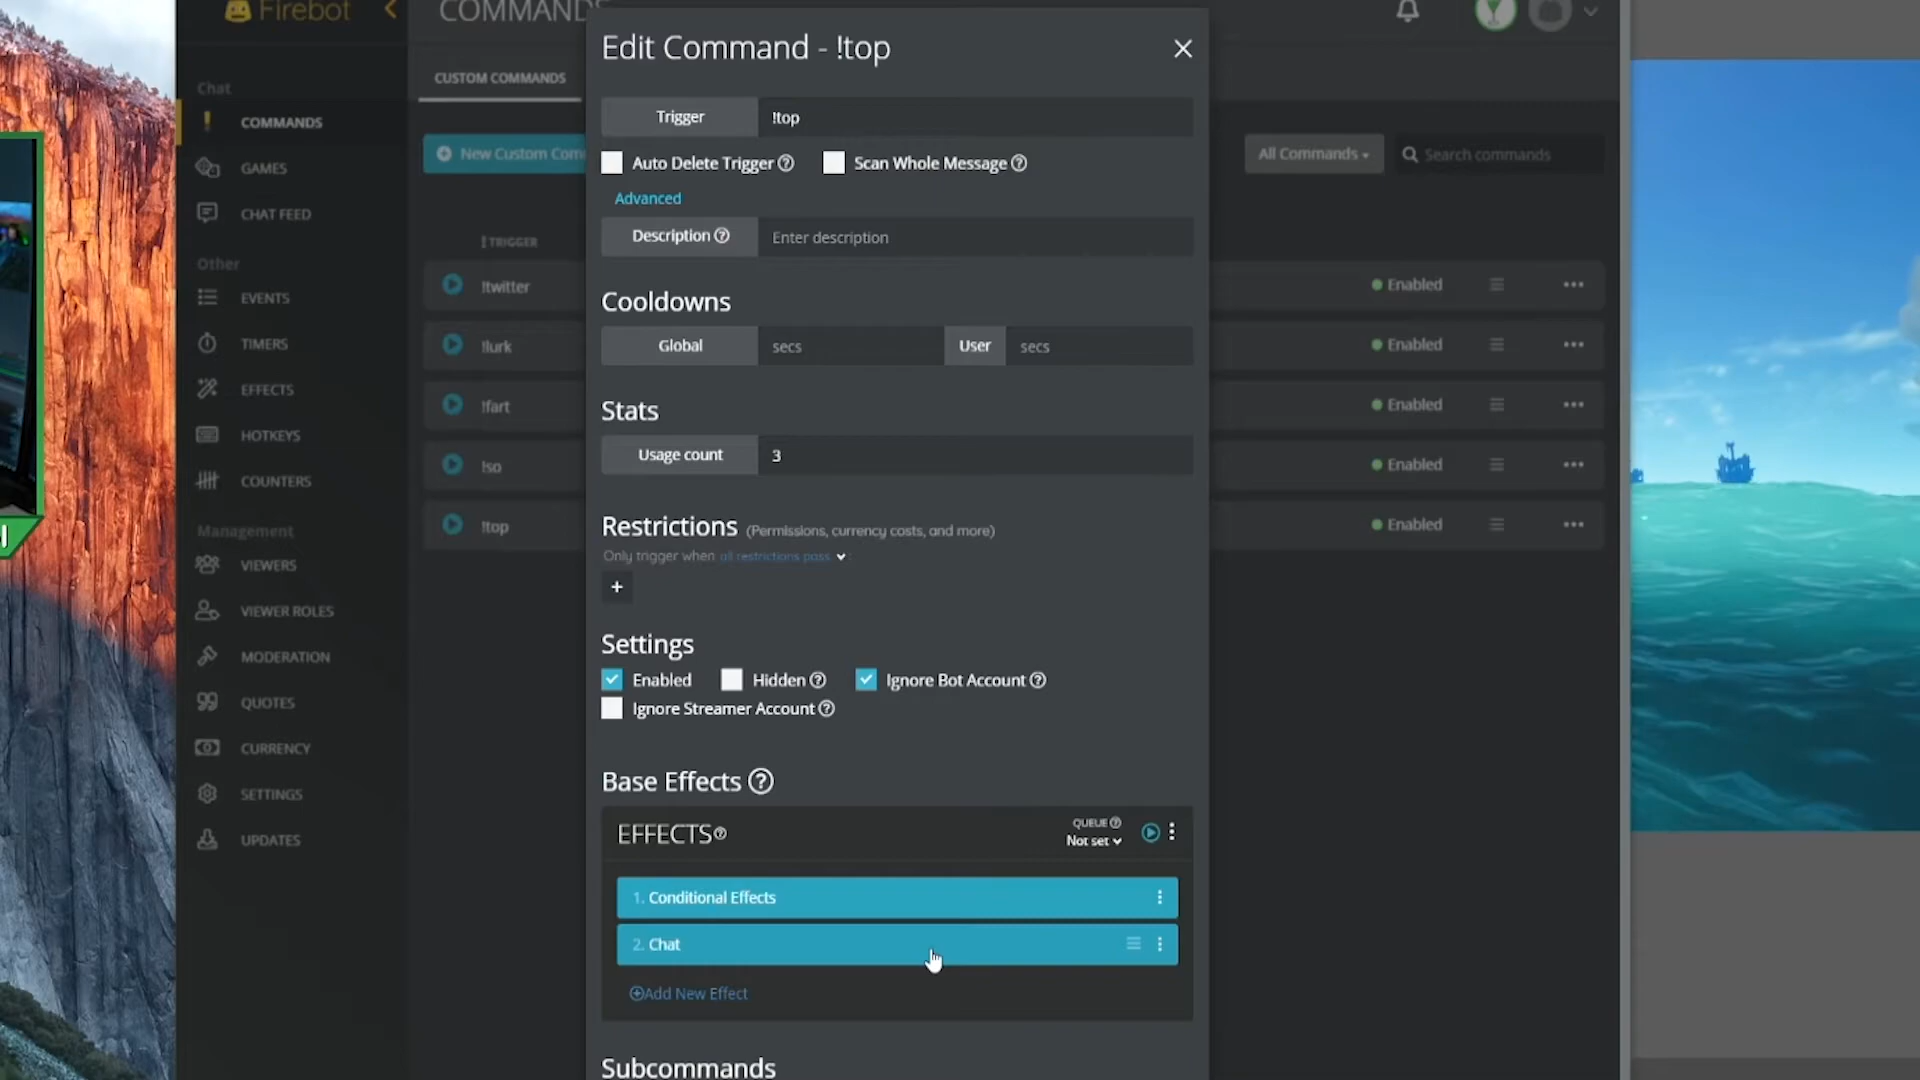 Firebot
COMMANDS
Chat
COMMANDS
GAMES
CHAT FEED
Other
EVENTS
TIMERS
EFFECTS
HOTKEYS
COUNTERS
Management
VIEWERS
VIEWER ROLES
MODERATION
QUOTES
CURRENCY
SETTINGS
UPDATES
CUSTOM COMMANDS
New Custom Com
All Commands
Search commands
TRIGGER
!twitter
Enabled
!lurk
Enabled
!fart
Enabled
!so
Enabled
!top
Enabled
Edit Command - !top
Trigger !top
Auto Delete Trigger Scan Whole Message
Advanced
Description Enter description
Cooldowns
Global secs User secs
Stats
Usage count 3
Restrictions (Permissions, currency costs, and more)
Only trigger when all restrictions pass
Settings
Enabled Hidden Ignore Bot Account
Ignore Streamer Account
Base Effects
EFFECTS
QUEUE
Not set
1. Conditional Effects
2. Chat
Add New Effect
Subcommands